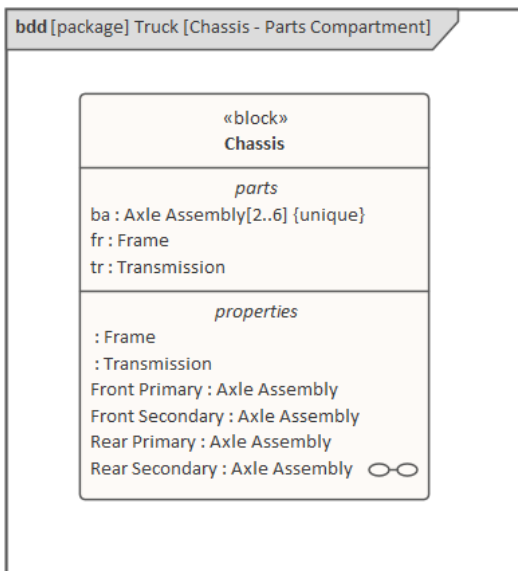 bdd [package] Truck [Chassis - Parts Compartment]
«block»
Chassis
parts
ba : Axle Assembly[2..6] {unique}
fr : Frame
tr : Transmission
properties
: Frame
: Transmission
Front Primary : Axle Assembly
Front Secondary : Axle Assembly
Rear Primary : Axle Assembly
Rear Secondary : Axle Assembly